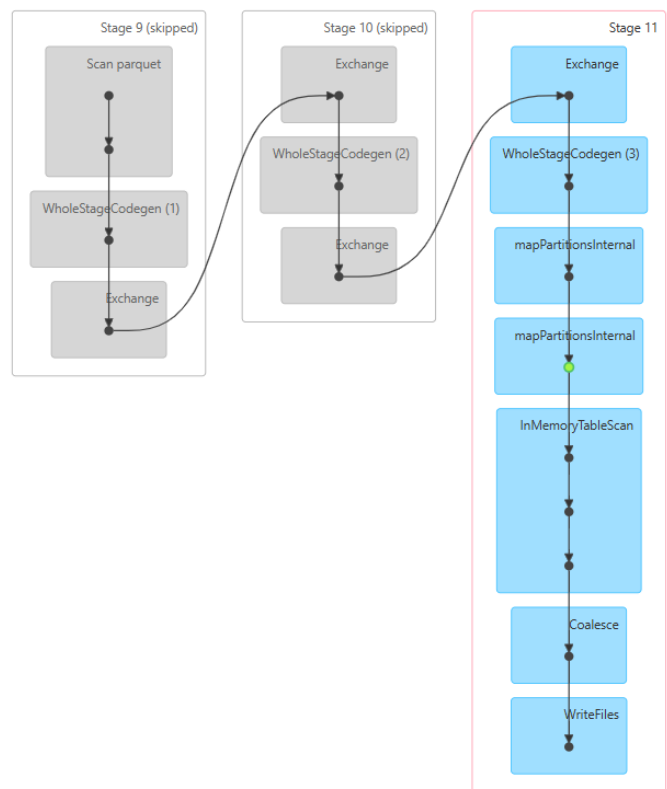 Stage 9 (skipped)
Scan parquet
WholeStageCodegen (1)
Exchange
Stage 10 (skipped)
Exchange
WholeStageCodegen (2)
Exchange
Stage 11
Exchange
WholeStageCodegen (3)
mapPartitionsInternal
mapPartitionsInternal
InMemoryTableScan
Coalesce
WriteFiles